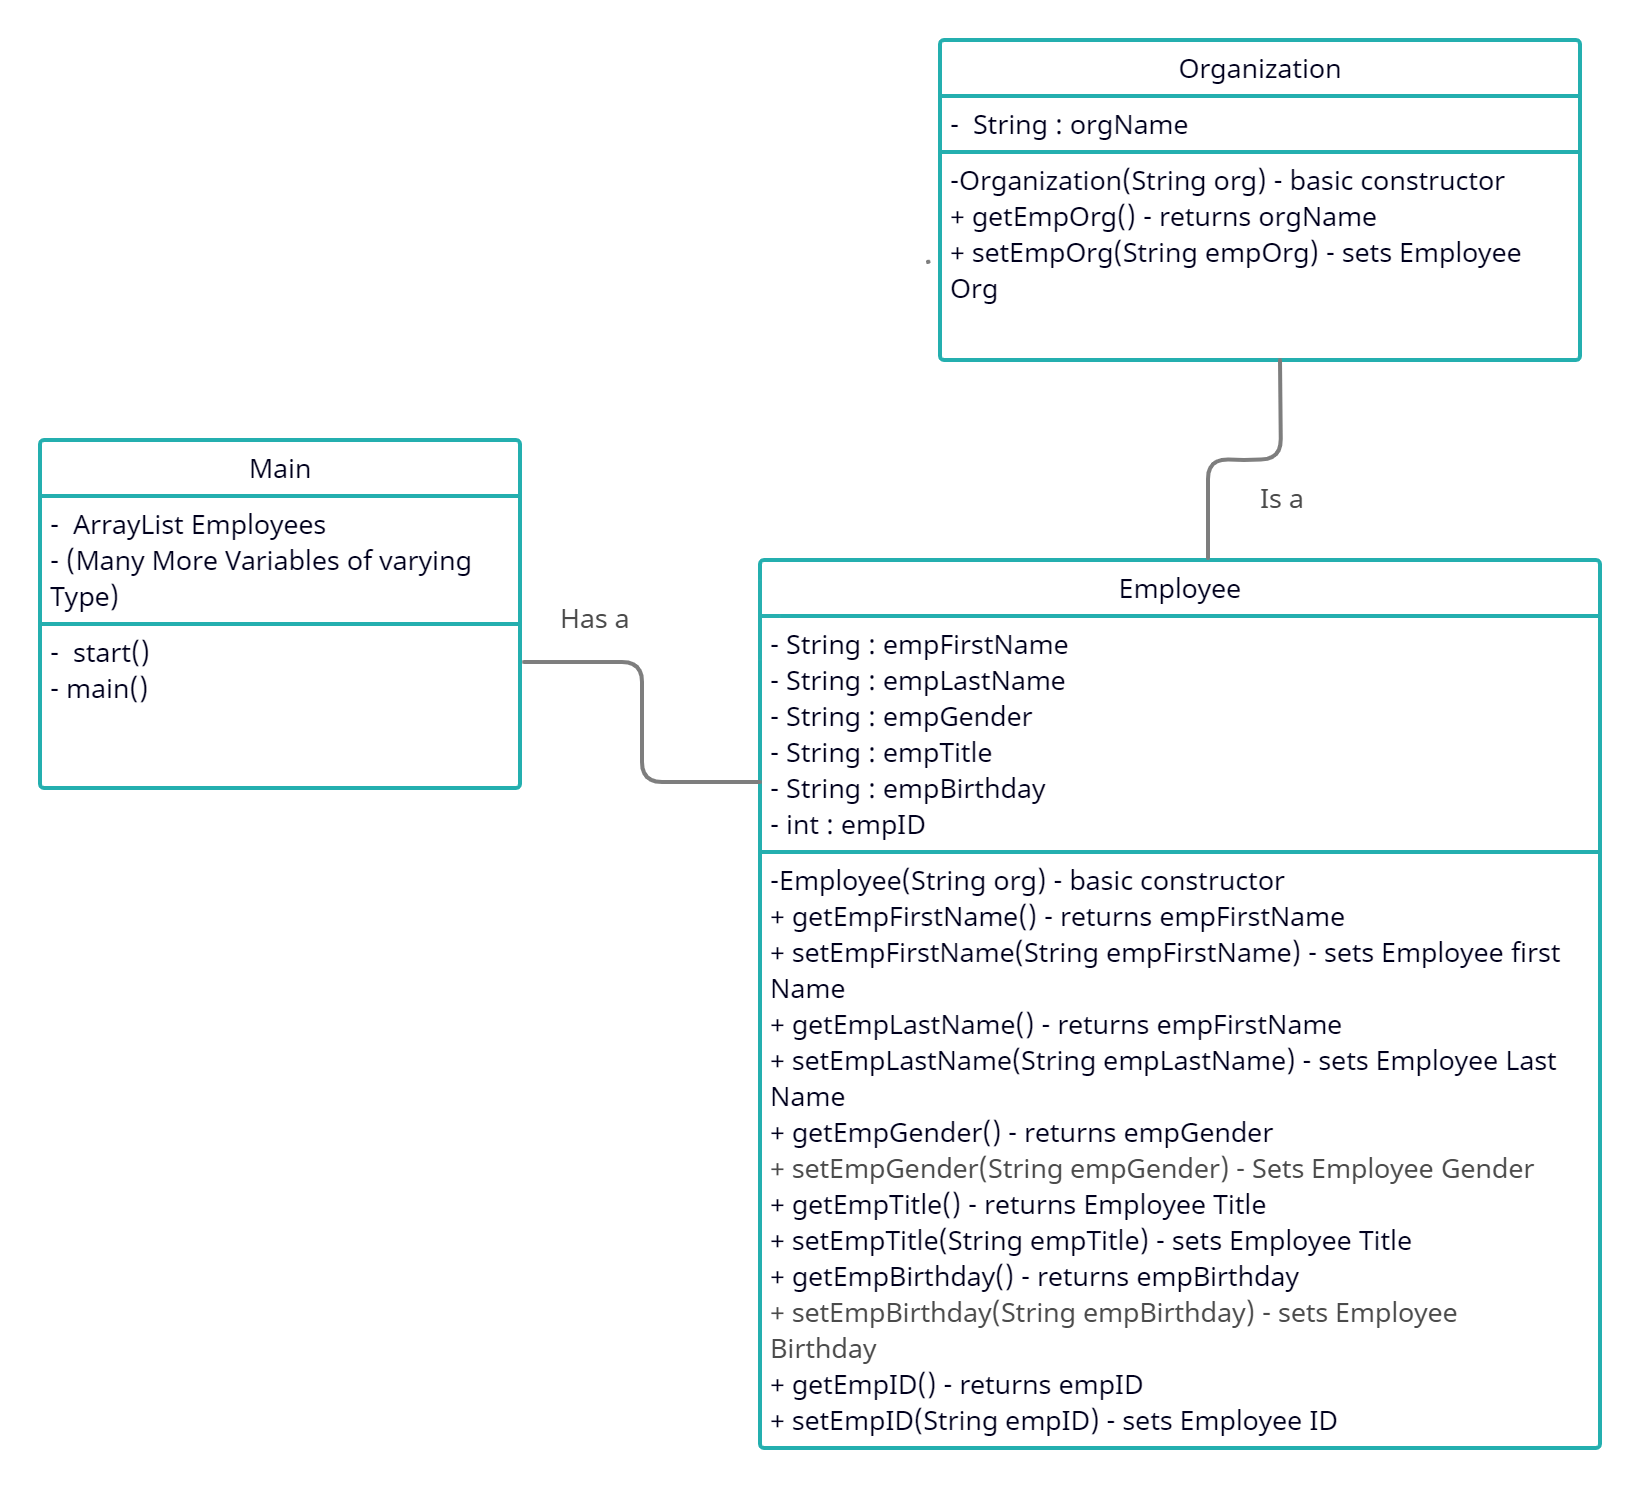 Organization
-  String : orgName
-Organization(String org) - basic constructor
+ getEmpOrg() - returns orgName
+ setEmpOrg(String empOrg) - sets Employee
Org
Is a
Main
-  ArrayList Employees
- (Many More Variables of varying
Type)
-  start()
- main()
Has a
Employee
- String : empFirstName
- String : empLastName
- String : empGender
- String : empTitle
- String : empBirthday
- int : empID
-Employee(String org) - basic constructor
+ getEmpFirstName() - returns empFirstName
+ setEmpFirstName(String empFirstName) - sets Employee first
Name
+ getEmpLastName() - returns empFirstName
+ setEmpLastName(String empLastName) - sets Employee Last
Name
+ getEmpGender() - returns empGender
+ setEmpGender(String empGender) - Sets Employee Gender
+ getEmpTitle() - returns Employee Title
+ setEmpTitle(String empTitle) - sets Employee Title
+ getEmpBirthday() - returns empBirthday
+ setEmpBirthday(String empBirthday) - sets Employee
Birthday
+ getEmpID() - returns empID
+ setEmpID(String empID) - sets Employee ID